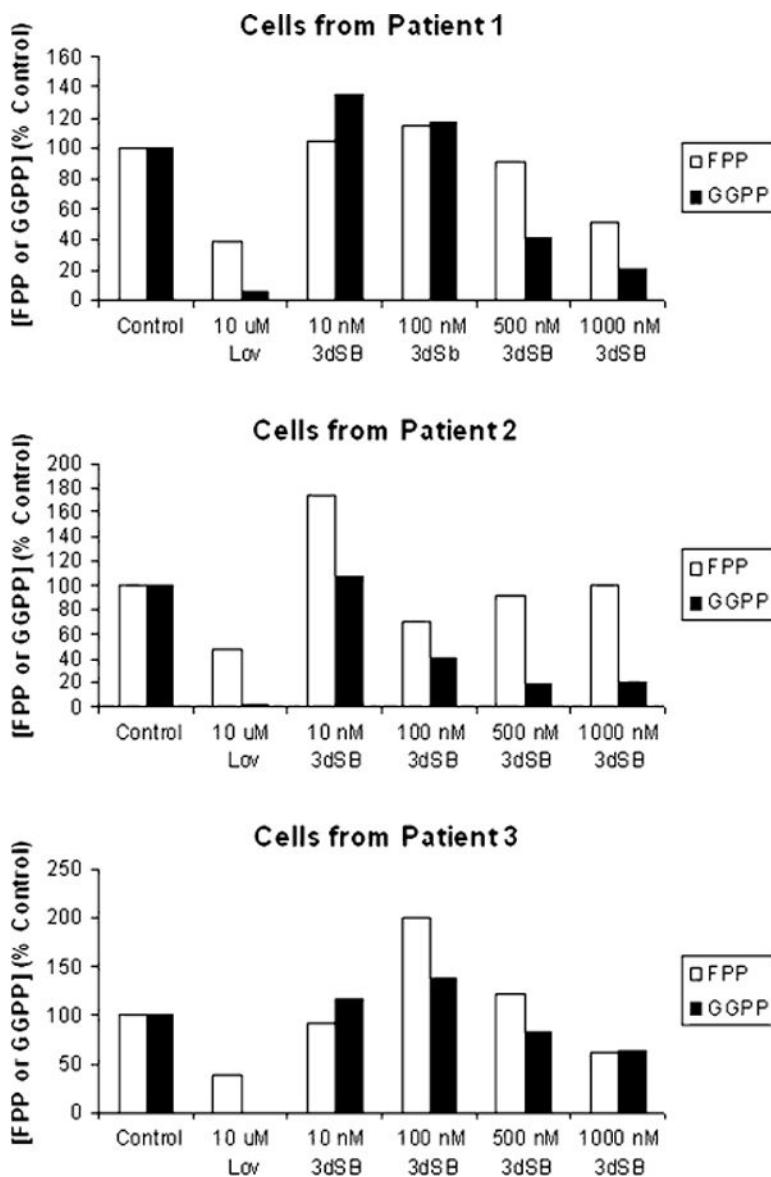 Cells from Patient 1
[FPP or GGPP] (% Control)
160
140
120
100
80
60
40
20
0
Control 10 uM 10 nM 100 nM 500 nM 1000 nM
Lov 3dSB 3dSb 3dSB 3dSB
FPP
GGPP
Cells from Patient 2
[FPP or GGPP] (% Control)
200
180
160
140
120
100
80
60
40
20
0
Control 10 uM 10 nM 100 nM 500 nM 1000 nM
Lov 3dSB 3dSB 3dSB 3dSB
FPP
GGPP
Cells from Patient 3
[FPP or GGPP] (% Control)
250
200
150
100
50
0
Control 10 uM 10 nM 100 nM 500 nM 1000 nM
Lov 3dSB 3dSB 3dSB 3dSB
FPP
GGPP